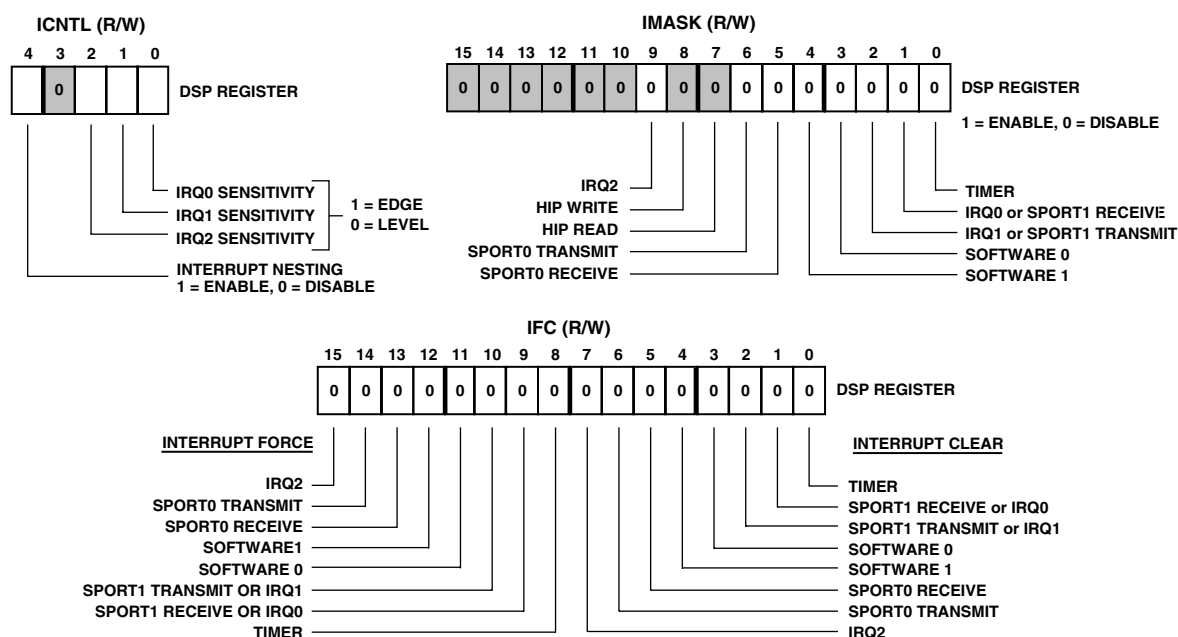 ICNTL (R/W)
4 3 2 1 0
0
DSP REGISTER
IRQ0 SENSITIVITY
IRQ1 SENSITIVITY
IRQ2 SENSITIVITY
1 = EDGE
0 = LEVEL
INTERRUPT NESTING
1 = ENABLE, 0 = DISABLE
IMASK (R/W)
15 14 13 12 11 10 9 8 7 6 5 4 3 2 1 0
0 0 0 0 0 0 0 0 0 0 0 0 0 0 0 0
DSP REGISTER
1 = ENABLE, 0 = DISABLE
IRQ2
HIP WRITE
HIP READ
SPORT0 TRANSMIT
SPORT0 RECEIVE
TIMER
IRQ0 or SPORT1 RECEIVE
IRQ1 or SPORT1 TRANSMIT
SOFTWARE 0
SOFTWARE 1
IFC (R/W)
15 14 13 12 11 10 9 8 7 6 5 4 3 2 1 0
0 0 0 0 0 0 0 0 0 0 0 0 0 0 0 0
DSP REGISTER
INTERRUPT FORCE
IRQ2
SPORT0 TRANSMIT
SPORT0 RECEIVE
SOFTWARE1
SOFTWARE 0
SPORT1 TRANSMIT OR IRQ1
SPORT1 RECEIVE OR IRQ0
TIMER
INTERRUPT CLEAR
TIMER
SPORT1 RECEIVE or IRQ0
SPORT1 TRANSMIT or IRQ1
SOFTWARE 0
SOFTWARE 1
SPORT0 RECEIVE
SPORT0 TRANSMIT
IRQ2